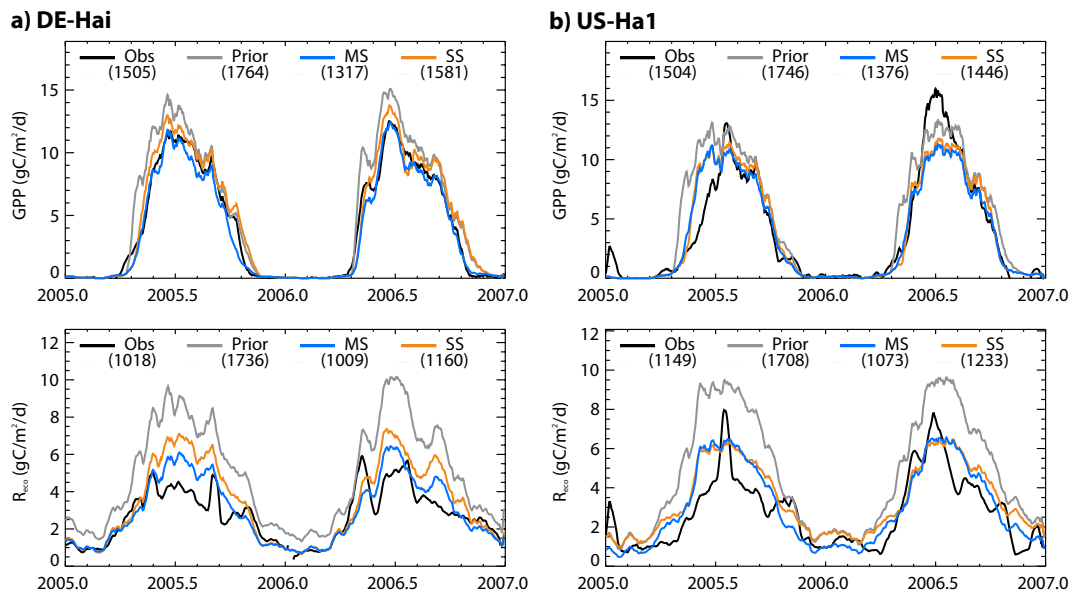 a) DE-Hai
Obs Prior MS SS
(1505) (1764) (1317) (1581)
15
10
5
0
GPP (gC/m²/d)
2005.0 2005.5 2006.0 2006.5 2007.0
b) US-Ha1
Obs Prior MS SS
(1504) (1746) (1376) (1446)
15
10
5
0
GPP (gC/m²/d)
2005.0 2005.5 2006.0 2006.5 2007.0
Obs Prior MS SS
(1018) (1736) (1009) (1160)
12
10
8
6
4
2
0
Reco (gC/m²/d)
2005.0 2005.5 2006.0 2006.5 2007.0
Obs Prior MS SS
(1149) (1708) (1073) (1233)
12
10
8
6
4
2
0
Reco (gC/m²/d)
2005.0 2005.5 2006.0 2006.5 2007.0